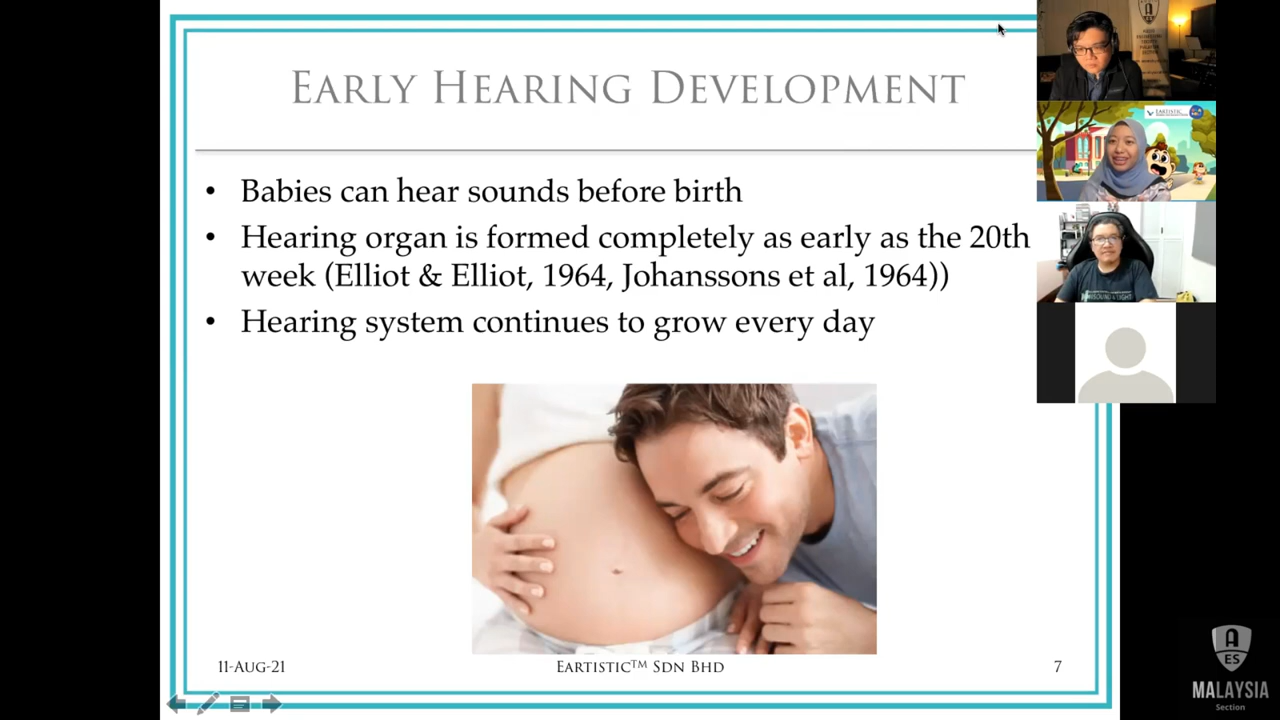 EARLY HEARING DEVELOPMENT
• Babies can hear sounds before birth
• Hearing organ is formed completely as early as the 20th
week (Elliot & Elliot, 1964, Johanssons et al, 1964))
• Hearing system continues to grow every day
11-AUG-21
EARTISTIC™ SDN BHD
7
EARTISTIC
A
ES
MALAYSIA
Section